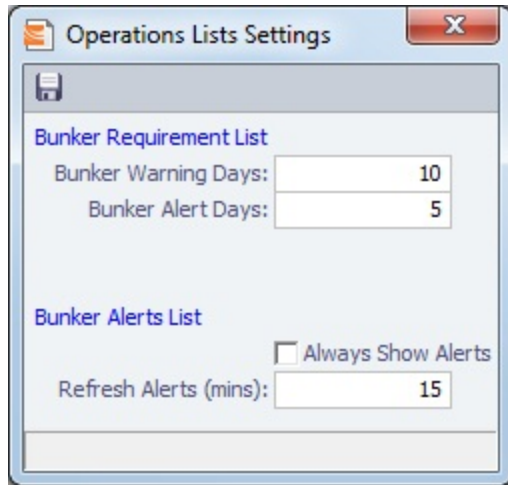 Operations Lists Settings
Bunker Requirement List
Bunker Warning Days: 10
Bunker Alert Days: 5
Bunker Alerts List
Always Show Alerts
Refresh Alerts (mins): 15